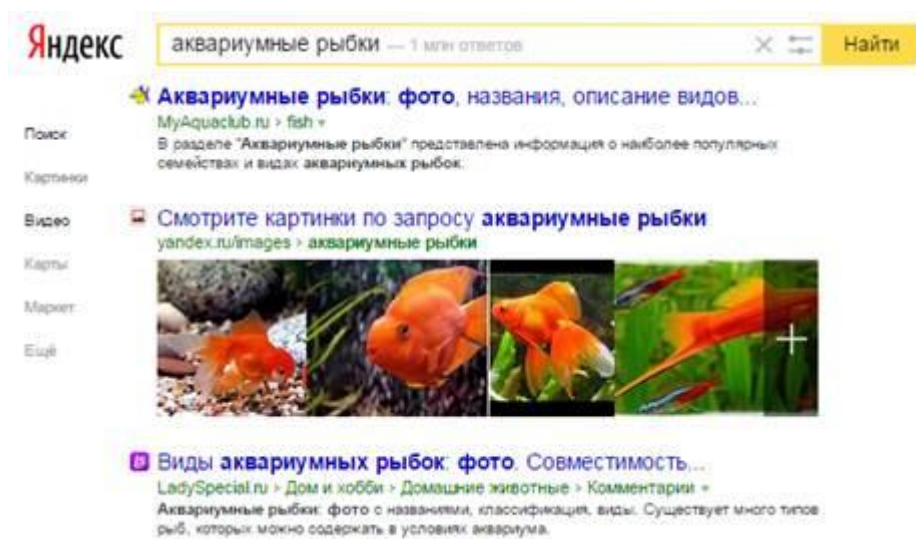 Яндекс
аквариумные рыбки — 1 млн ответов
Найти
Поиск
Картинки
Видео
Карты
Маркет
Ещё
Аквариумные рыбки: фото, названия, описание видов...
MyAquaclub.ru > fish
В разделе "Аквариумные рыбки" представлена информация о наиболее популярных
семействах и видах аквариумных рыбок.
Смотрите картинки по запросу аквариумные рыбки
yandex.ru/images > аквариумные рыбки
Виды аквариумных рыбок: фото. Совместимость,...
LadySpecial.ru > Дом и хобби > Домашние животные > Комментарии
Аквариумные рыбки: фото с названиями, классификация, виды. Существует много типов
рыб, которых можно содержать в условиях аквариума.